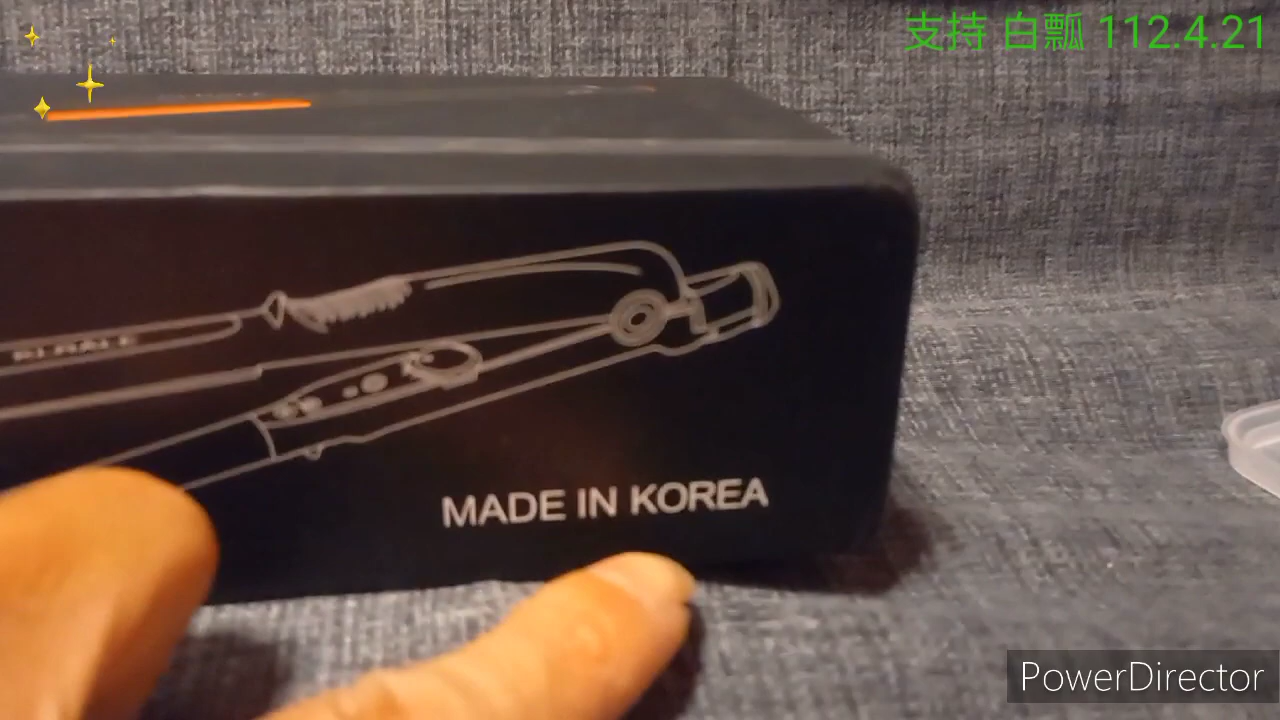 支持 白瓢 112.4.21
MADE IN KOREA
PowerDirector